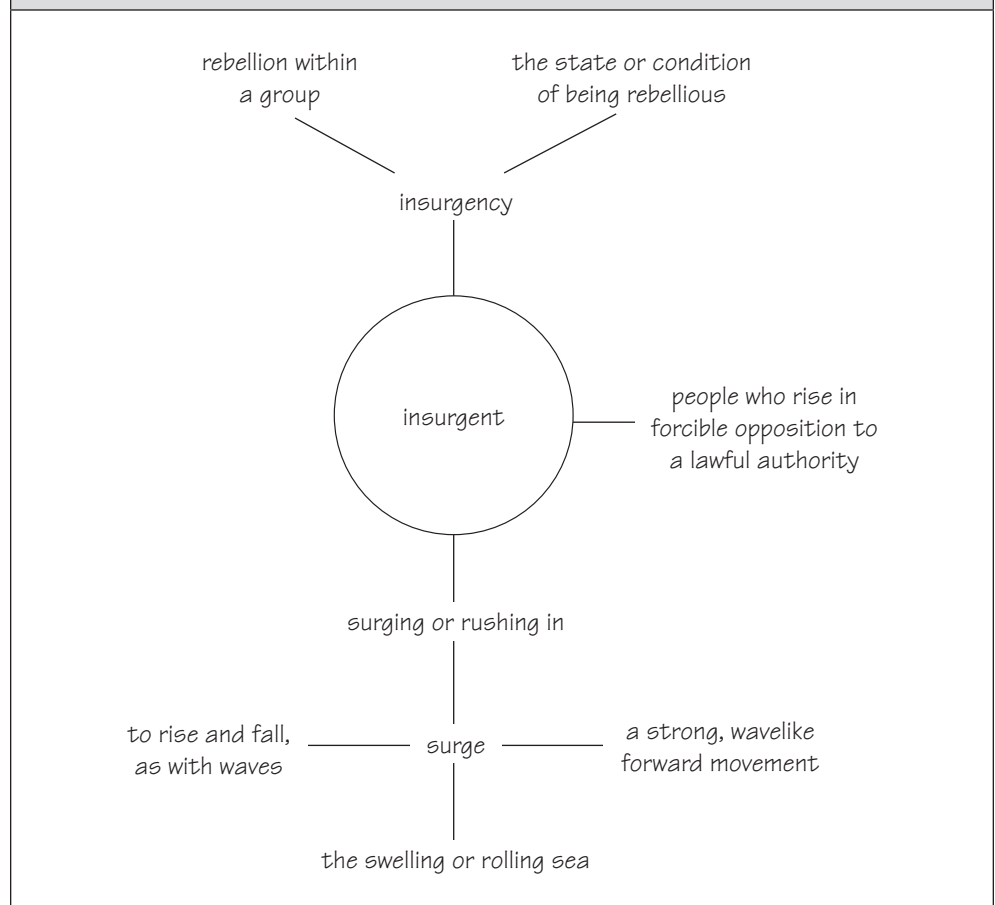 rebellion within
a group
the state or condition
of being rebellious
insurgency
insurgent
people who rise in
forcible opposition to
a lawful authority
surging or rushing in
to rise and fall,
as with waves
surge
a strong, wavelike
forward movement
the swelling or rolling sea